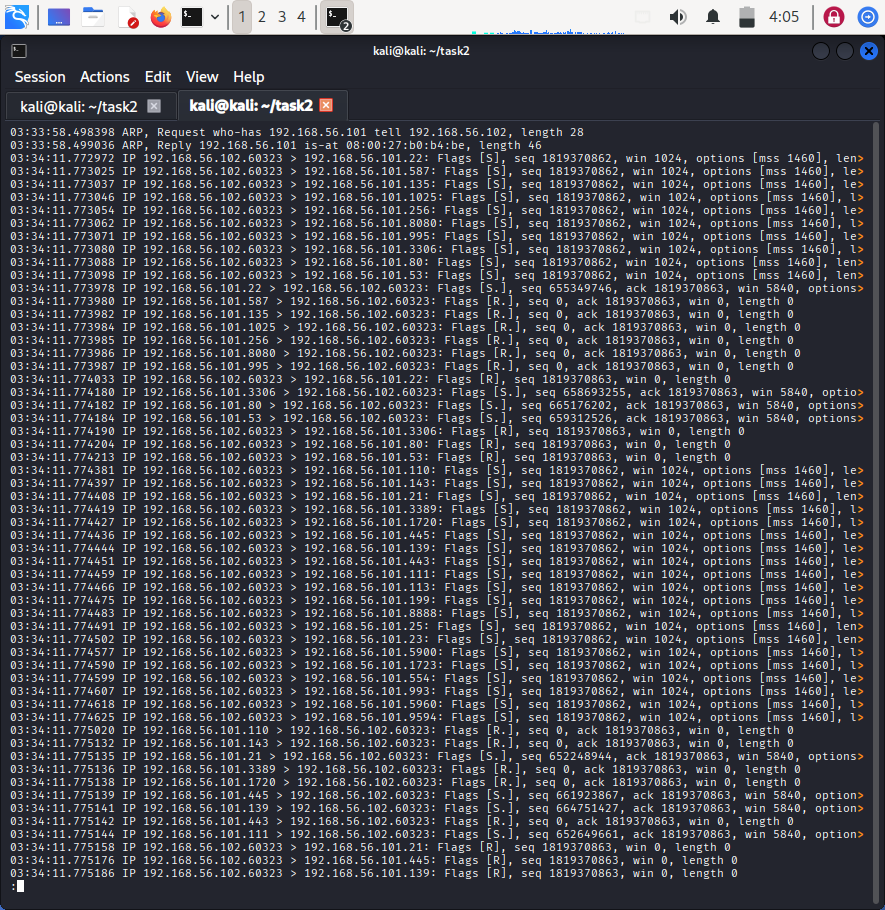 1 2 3 4
2
4:05
kali@kali: ~/task2
Session Actions Edit View Help
kali@kali: ~/task2
kali@kali: ~/task2
03:33:58.498398 ARP, Request who-has 192.168.56.101 tell 192.168.56.102, length 28
03:33:58.499036 ARP, Reply 192.168.56.101 is-at 08:00:27:b0:b4:be, length 46
03:34:11.772972 IP 192.168.56.102.60323 > 192.168.56.101.22: Flags [S], seq 1819370862, win 1024, options [mss 1460], len>
03:34:11.773025 IP 192.168.56.102.60323 > 192.168.56.101.587: Flags [S], seq 1819370862, win 1024, options [mss 1460], le>
03:34:11.773037 IP 192.168.56.102.60323 > 192.168.56.101.135: Flags [S], seq 1819370862, win 1024, options [mss 1460], le>
03:34:11.773046 IP 192.168.56.102.60323 > 192.168.56.101.1025: Flags [S], seq 1819370862, win 1024, options [mss 1460], l>
03:34:11.773054 IP 192.168.56.102.60323 > 192.168.56.101.256: Flags [S], seq 1819370862, win 1024, options [mss 1460], le>
03:34:11.773062 IP 192.168.56.102.60323 > 192.168.56.101.8080: Flags [S], seq 1819370862, win 1024, options [mss 1460], l>
03:34:11.773071 IP 192.168.56.102.60323 > 192.168.56.101.995: Flags [S], seq 1819370862, win 1024, options [mss 1460], le>
03:34:11.773080 IP 192.168.56.102.60323 > 192.168.56.101.3306: Flags [S], seq 1819370862, win 1024, options [mss 1460], l>
03:34:11.773088 IP 192.168.56.102.60323 > 192.168.56.101.80: Flags [S], seq 1819370862, win 1024, options [mss 1460], len>
03:34:11.773098 IP 192.168.56.102.60323 > 192.168.56.101.53: Flags [S], seq 1819370862, win 1024, options [mss 1460], len>
03:34:11.773978 IP 192.168.56.101.22 > 192.168.56.102.60323: Flags [S.], seq 655349746, ack 1819370863, win 5840, options>
03:34:11.773980 IP 192.168.56.101.587 > 192.168.56.102.60323: Flags [R.], seq 0, ack 1819370863, win 0, length 0
03:34:11.773982 IP 192.168.56.101.135 > 192.168.56.102.60323: Flags [R.], seq 0, ack 1819370863, win 0, length 0
03:34:11.773984 IP 192.168.56.101.1025 > 192.168.56.102.60323: Flags [R.], seq 0, ack 1819370863, win 0, length 0
03:34:11.773985 IP 192.168.56.101.256 > 192.168.56.102.60323: Flags [R.], seq 0, ack 1819370863, win 0, length 0
03:34:11.773986 IP 192.168.56.101.8080 > 192.168.56.102.60323: Flags [R.], seq 0, ack 1819370863, win 0, length 0
03:34:11.773987 IP 192.168.56.101.995 > 192.168.56.102.60323: Flags [R.], seq 0, ack 1819370863, win 0, length 0
03:34:11.774033 IP 192.168.56.102.60323 > 192.168.56.101.22: Flags [R], seq 1819370863, win 0, length 0
03:34:11.774180 IP 192.168.56.101.3306 > 192.168.56.102.60323: Flags [S.], seq 658693255, ack 1819370863, win 5840, optio>
03:34:11.774182 IP 192.168.56.101.80 > 192.168.56.102.60323: Flags [S.], seq 665176202, ack 1819370863, win 5840, options>
03:34:11.774184 IP 192.168.56.101.53 > 192.168.56.102.60323: Flags [S.], seq 659312526, ack 1819370863, win 5840, options>
03:34:11.774190 IP 192.168.56.102.60323 > 192.168.56.101.3306: Flags [R], seq 1819370863, win 0, length 0
03:34:11.774204 IP 192.168.56.102.60323 > 192.168.56.101.80: Flags [R], seq 1819370863, win 0, length 0
03:34:11.774213 IP 192.168.56.102.60323 > 192.168.56.101.53: Flags [R], seq 1819370863, win 0, length 0
03:34:11.774381 IP 192.168.56.102.60323 > 192.168.56.101.110: Flags [S], seq 1819370862, win 1024, options [mss 1460], le>
03:34:11.774397 IP 192.168.56.102.60323 > 192.168.56.101.143: Flags [S], seq 1819370862, win 1024, options [mss 1460], le>
03:34:11.774408 IP 192.168.56.102.60323 > 192.168.56.101.21: Flags [S], seq 1819370862, win 1024, options [mss 1460], len>
03:34:11.774419 IP 192.168.56.102.60323 > 192.168.56.101.3389: Flags [S], seq 1819370862, win 1024, options [mss 1460], l>
03:34:11.774427 IP 192.168.56.102.60323 > 192.168.56.101.1720: Flags [S], seq 1819370862, win 1024, options [mss 1460], l>
03:34:11.774436 IP 192.168.56.102.60323 > 192.168.56.101.445: Flags [S], seq 1819370862, win 1024, options [mss 1460], le>
03:34:11.774444 IP 192.168.56.102.60323 > 192.168.56.101.139: Flags [S], seq 1819370862, win 1024, options [mss 1460], le>
03:34:11.774451 IP 192.168.56.102.60323 > 192.168.56.101.443: Flags [S], seq 1819370862, win 1024, options [mss 1460], le>
03:34:11.774459 IP 192.168.56.102.60323 > 192.168.56.101.111: Flags [S], seq 1819370862, win 1024, options [mss 1460], le>
03:34:11.774466 IP 192.168.56.102.60323 > 192.168.56.101.113: Flags [S], seq 1819370862, win 1024, options [mss 1460], le>
03:34:11.774475 IP 192.168.56.102.60323 > 192.168.56.101.199: Flags [S], seq 1819370862, win 1024, options [mss 1460], le>
03:34:11.774483 IP 192.168.56.102.60323 > 192.168.56.101.8888: Flags [S], seq 1819370862, win 1024, options [mss 1460], l>
03:34:11.774491 IP 192.168.56.102.60323 > 192.168.56.101.25: Flags [S], seq 1819370862, win 1024, options [mss 1460], len>
03:34:11.774502 IP 192.168.56.102.60323 > 192.168.56.101.23: Flags [S], seq 1819370862, win 1024, options [mss 1460], len>
03:34:11.774577 IP 192.168.56.102.60323 > 192.168.56.101.5900: Flags [S], seq 1819370862, win 1024, options [mss 1460], l>
03:34:11.774590 IP 192.168.56.102.60323 > 192.168.56.101.1723: Flags [S], seq 1819370862, win 1024, options [mss 1460], l>
03:34:11.774599 IP 192.168.56.102.60323 > 192.168.56.101.554: Flags [S], seq 1819370862, win 1024, options [mss 1460], le>
03:34:11.774607 IP 192.168.56.102.60323 > 192.168.56.101.993: Flags [S], seq 1819370862, win 1024, options [mss 1460], le>
03:34:11.774618 IP 192.168.56.102.60323 > 192.168.56.101.5960: Flags [S], seq 1819370862, win 1024, options [mss 1460], l>
03:34:11.774625 IP 192.168.56.102.60323 > 192.168.56.101.9594: Flags [S], seq 1819370862, win 1024, options [mss 1460], l>
03:34:11.775020 IP 192.168.56.101.110 > 192.168.56.102.60323: Flags [R.], seq 0, ack 1819370863, win 0, length 0
03:34:11.775132 IP 192.168.56.101.143 > 192.168.56.102.60323: Flags [R.], seq 0, ack 1819370863, win 0, length 0
03:34:11.775135 IP 192.168.56.101.21 > 192.168.56.102.60323: Flags [S.], seq 652248944, ack 1819370863, win 5840, options>
03:34:11.775136 IP 192.168.56.101.3389 > 192.168.56.102.60323: Flags [R.], seq 0, ack 1819370863, win 0, length 0
03:34:11.775138 IP 192.168.56.101.1720 > 192.168.56.102.60323: Flags [R.], seq 0, ack 1819370863, win 0, length 0
03:34:11.775139 IP 192.168.56.101.445 > 192.168.56.102.60323: Flags [S.], seq 661923867, ack 1819370863, win 5840, option>
03:34:11.775141 IP 192.168.56.101.139 > 192.168.56.102.60323: Flags [S.], seq 664751427, ack 1819370863, win 5840, option>
03:34:11.775142 IP 192.168.56.101.443 > 192.168.56.102.60323: Flags [R.], seq 0, ack 1819370863, win 0, length 0
03:34:11.775144 IP 192.168.56.101.111 > 192.168.56.102.60323: Flags [S.], seq 652649661, ack 1819370863, win 5840, option>
03:34:11.775158 IP 192.168.56.102.60323 > 192.168.56.101.21: Flags [R], seq 1819370863, win 0, length 0
03:34:11.775176 IP 192.168.56.102.60323 > 192.168.56.101.445: Flags [R], seq 1819370863, win 0, length 0
03:34:11.775186 IP 192.168.56.102.60323 > 192.168.56.101.139: Flags [R], seq 1819370863, win 0, length 0
: